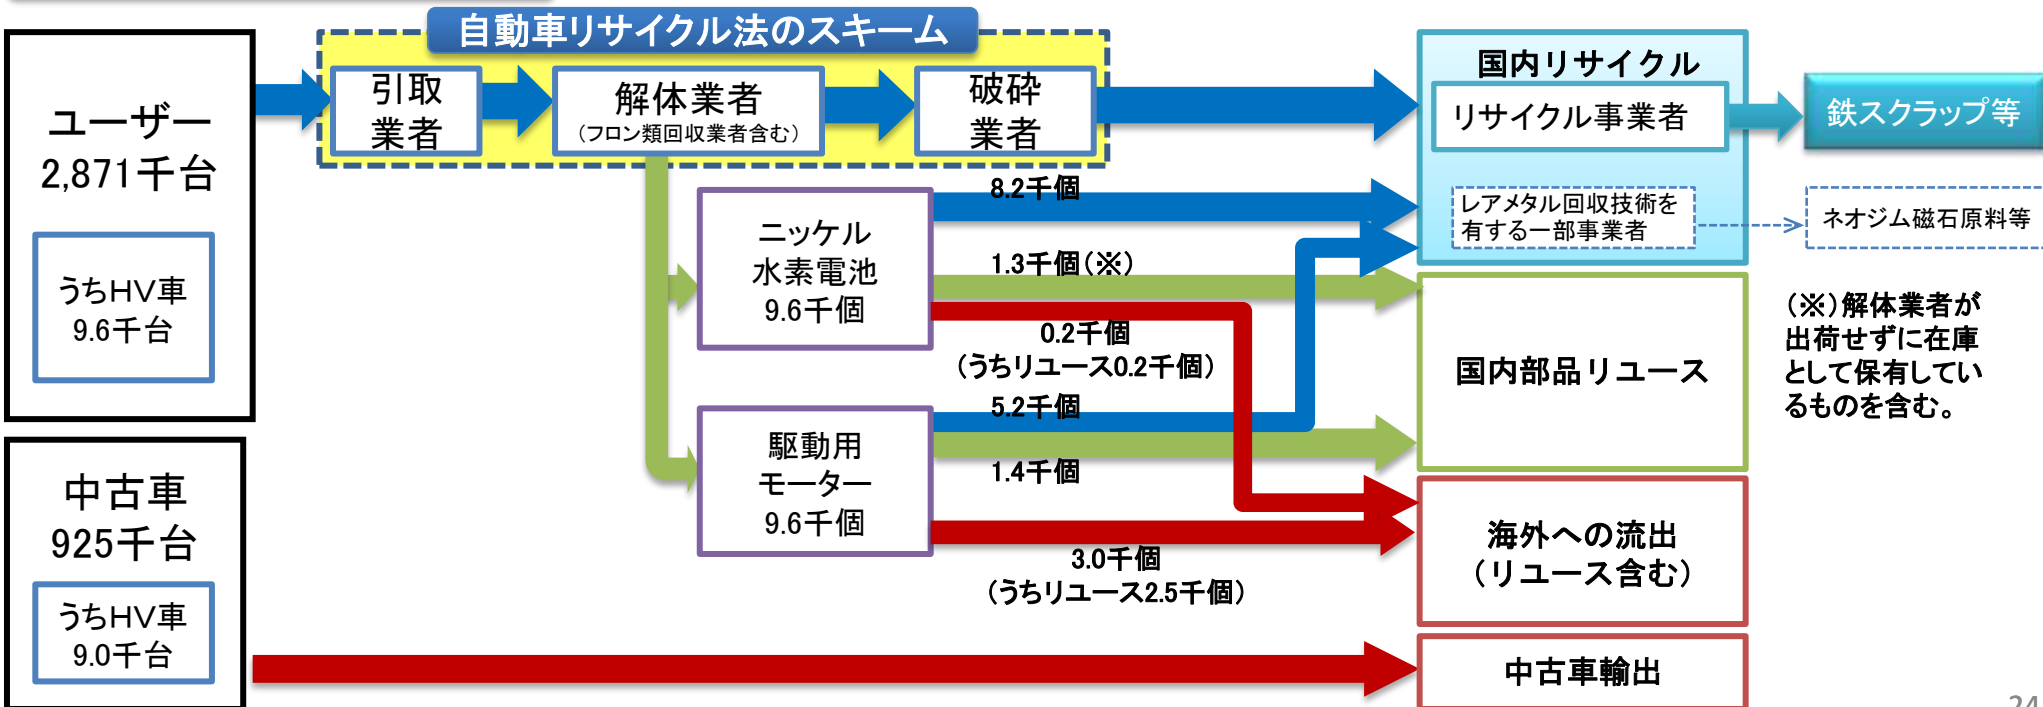 自動車リサイクル法のスキーム
ユーザー
2,871千台
うちHV車
9.6千台
中古車
925千台
うちHV車
9.0千台
引取
業者
解体業者
(フロン類回収業者含む)
破砕
業者
ニッケル
水素電池
9.6千個
駆動用
モーター
9.6千個
8.2千個
1.3千個(※)
0.2千個
(うちリユース0.2千個)
5.2千個
1.4千個
3.0千個
(うちリユース2.5千個)
国内リサイクル
リサイクル事業者
レアメタル回収技術を
有する一部事業者
国内部品リユース
海外への流出
(リユース含む)
中古車輸出
鉄スクラップ等
ネオジム磁石原料等
(※)解体業者が
出荷せずに在庫
として保有してい
るものを含む。
24